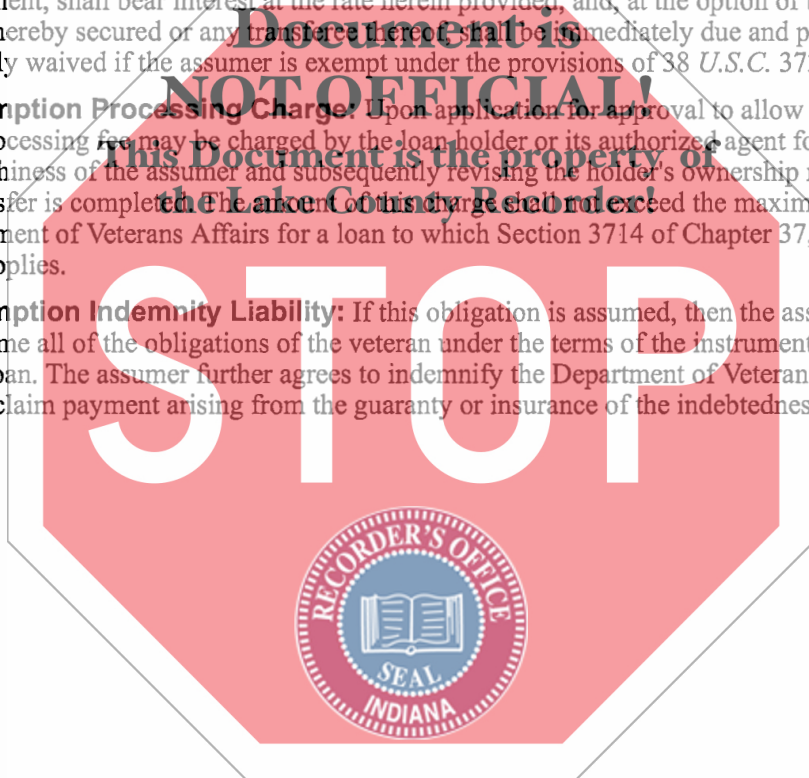 ent, shall bear interest at the rate herein provided, and, at the option of
Document is
ereby secured or any transferee thereof, shall be immediately due and p
ly waived if the assumer is exempt under the provisions of 38 U.S.C. 37
NOT OFFICIAL!
mption Processing Charge: Upon application for approval to allow
ocessing fee may be charged by the loan holder or its authorized agent fo
This Document is the property of
hiness of the assumer and subsequently revising the holder's ownership
the Lake County Recorder!
sfer is completed. The amount of this charge shall not exceed the maxim
ment of Veterans Affairs for a loan to which Section 3714 of Chapter 37,
pplies.
STOP
mption Indemnity Liability: If this obligation is assumed, then the ass
me all of the obligations of the veteran under the terms of the instrument
oan. The assumer further agrees to indemnify the Department of Veteran
claim payment arising from the guaranty or insurance of the indebtednes
RECORDER'S OFFICE
SEAL
INDIANA